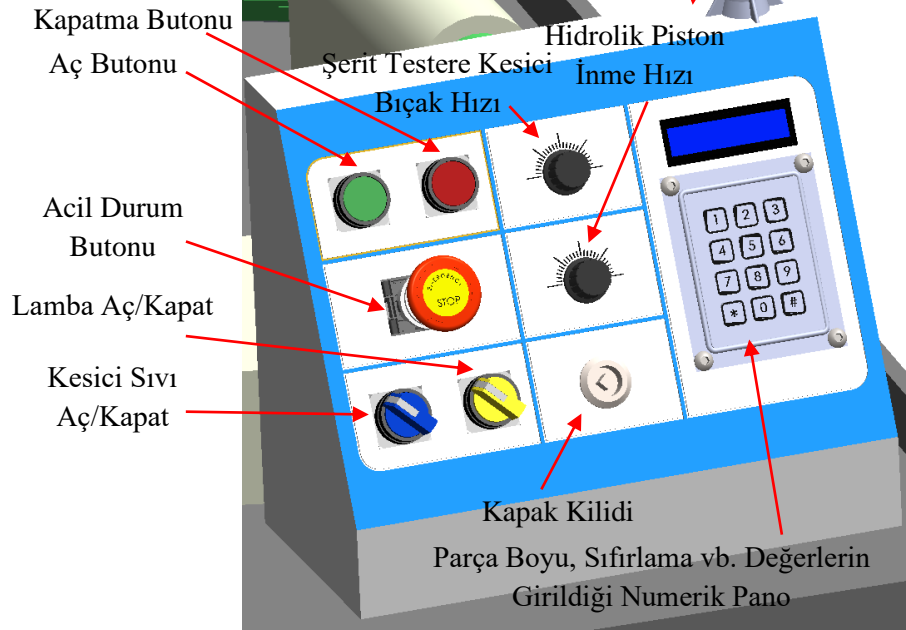 Kapatma Butonu
Aç Butonu
Şerit Testere Kesici
Bıçak Hızı
Hidrolik Piston
İnme Hızı
Acil Durum
Butonu
Lamba Aç/Kapat
Kesici Sıvı
Aç/Kapat
EMERGENCY
STOP
1 2 3
4 5 6
7 8 9
* 0 #
Kapak Kilidi
Parça Boyu, Sıfırlama vb. Değerlerin
Girildiği Numerik Pano